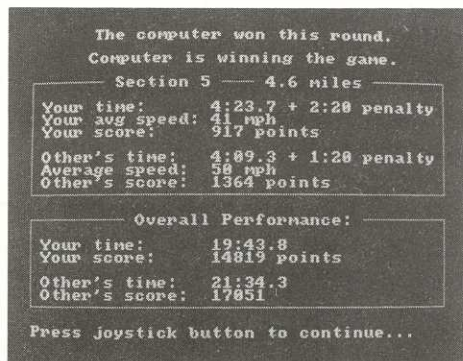 The computer won this round.
Computer is winning the game.
Section 5 — 4.6 miles
Your time: 4:23.7 + 2:20 penalty
Your avg speed: 41 mph
Your score: 917 points
Other's time: 4:09.3 + 1:20 penalty
Average speed: 50 mph
Other's score: 1364 points
Overall Performance:
Your time: 19:43.8
Your score: 14819 points
Other's time: 21:34.3
Other's score: 17051
Press joystick button to continue...